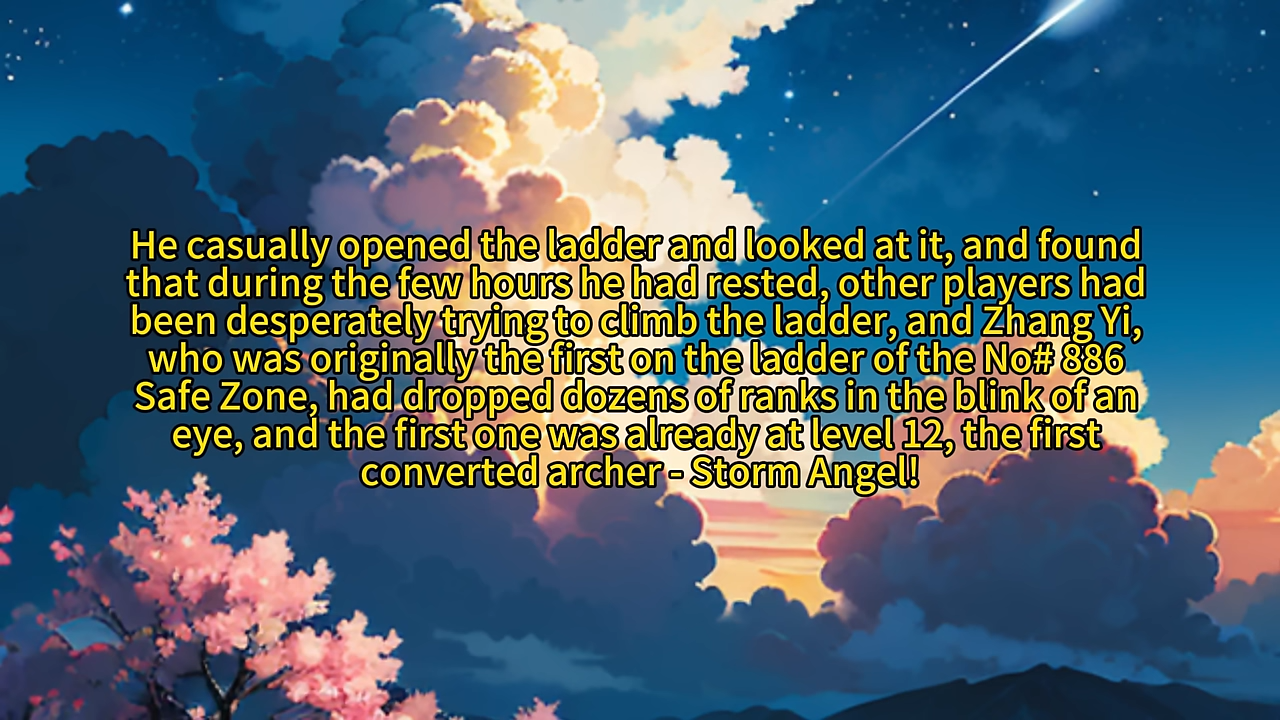 He casually opened the ladder and looked at it, and found
that during the few hours he had rested, other players had
been desperately trying to climb the ladder, and Zhang Yi,
who was originally the first on the ladder of the No# 886
Safe Zone, had dropped dozens of ranks in the blink of an
eye, and the first one was already at level 12, the first
converted archer - Storm Angel!